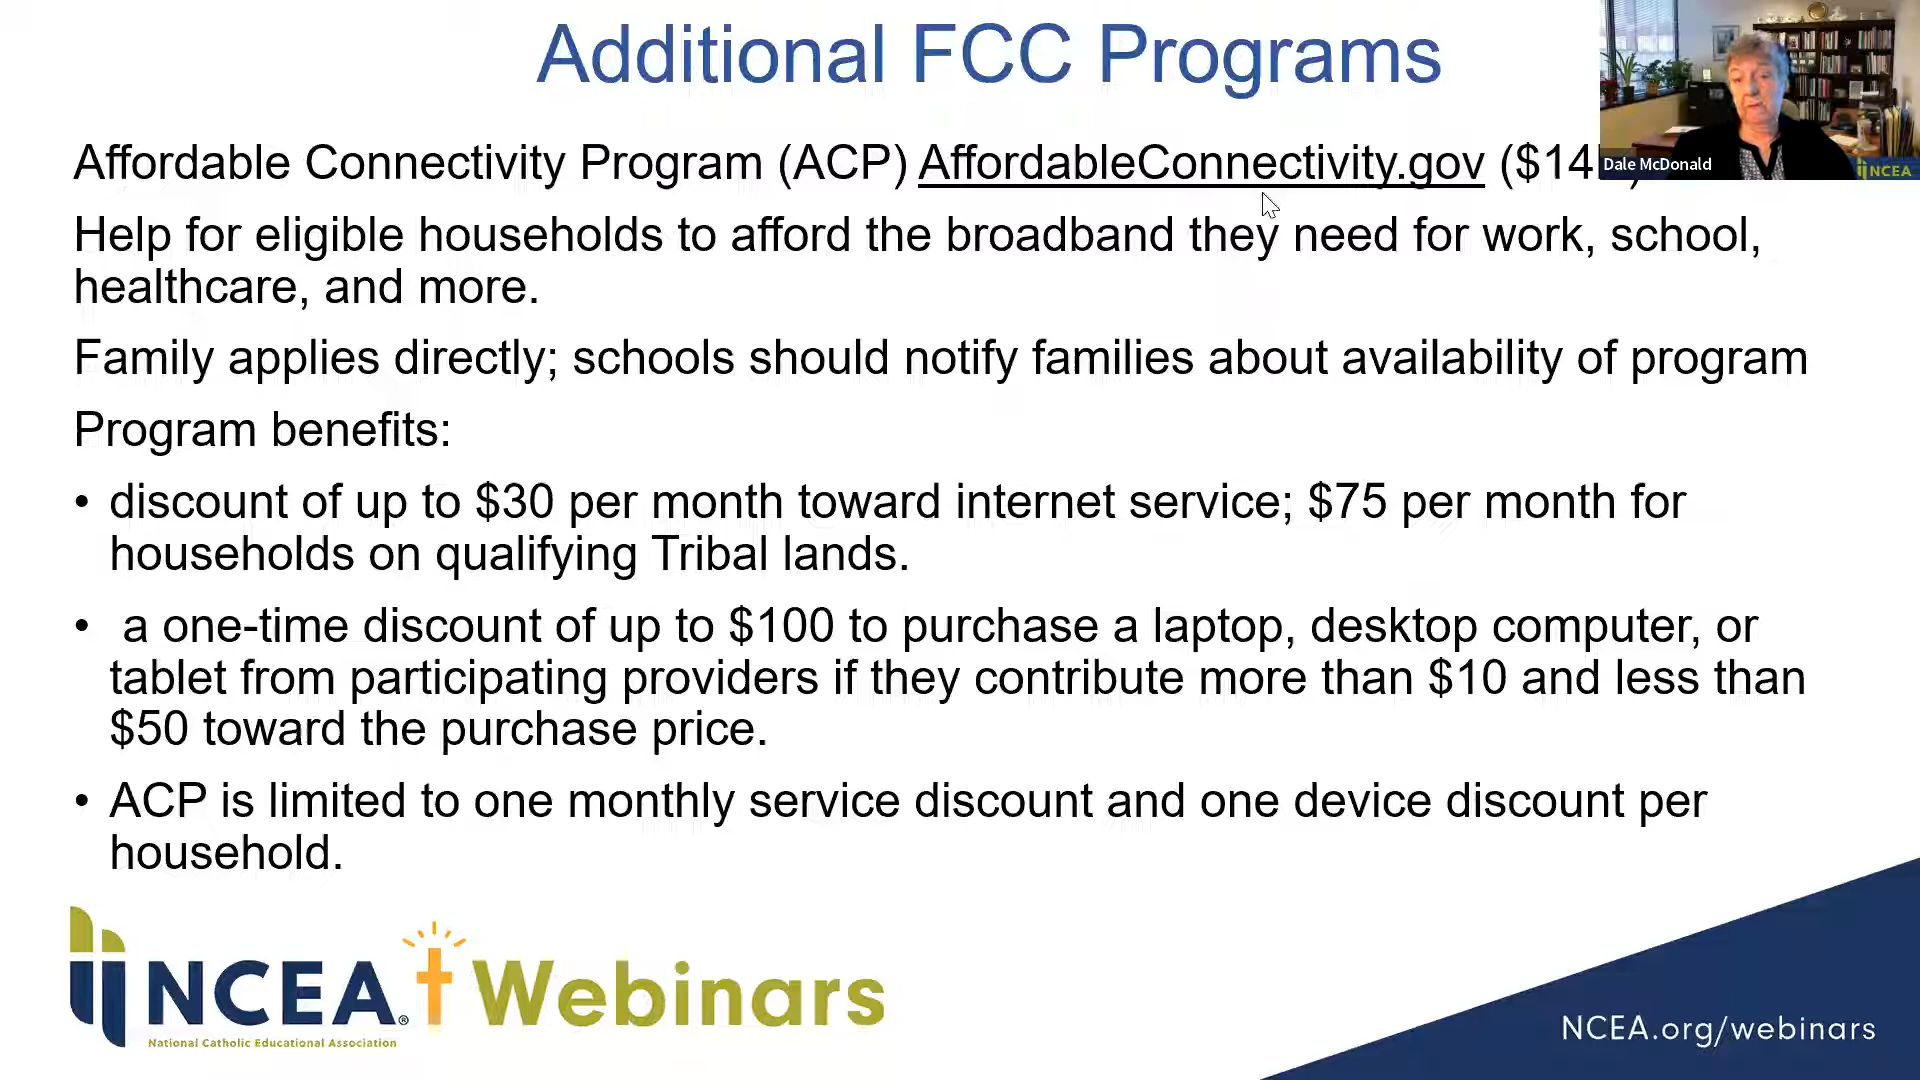 Additional FCC Programs
Affordable Connectivity Program (ACP) AffordableConnectivity.gov ($14
Dale McDonald
NCEA
Help for eligible households to afford the broadband they need for work, school,
healthcare, and more.
Family applies directly; schools should notify families about availability of program
Program benefits:
• discount of up to $30 per month toward internet service; $75 per month for
households on qualifying Tribal lands.
• a one-time discount of up to $100 to purchase a laptop, desktop computer, or
tablet from participating providers if they contribute more than $10 and less than
$50 toward the purchase price.
• ACP is limited to one monthly service discount and one device discount per
household.
NCEA® Webinars
National Catholic Educational Association
NCEA.org/webinars